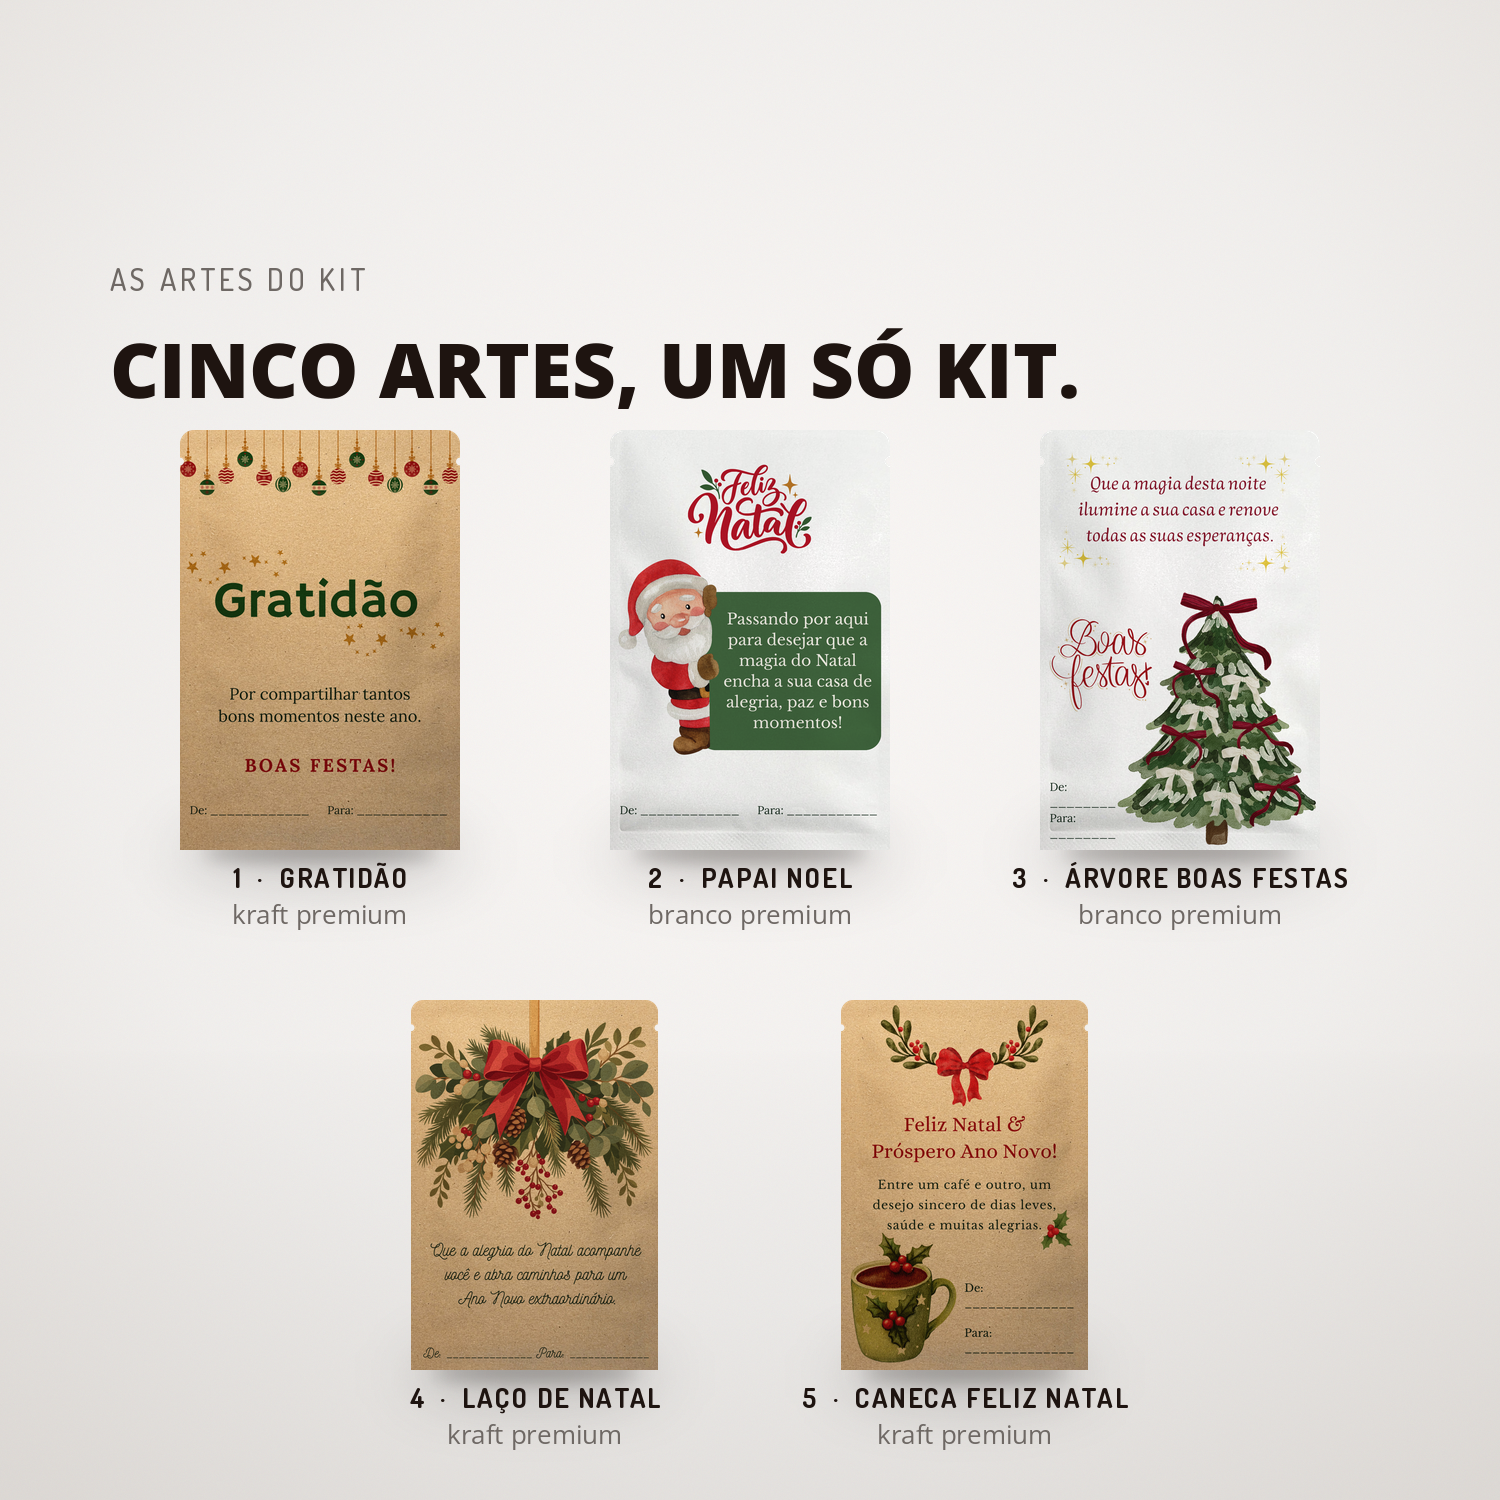 AS ARTES DO KIT
CINCO ARTES, UM SÓ KIT.
Gratidão
Por compartilhar tantos
bons momentos neste ano.
BOAS FESTAS!
De: ____________ Para: ____________
1 · GRATIDÃO
kraft premium
Feliz
Natal
Passando por aqui
para desejar que a
magia do Natal
encha a sua casa de
alegria, paz e bons
momentos!
De: ____________ Para: ____________
2 · PAPAI NOEL
branco premium
Que a magia desta noite
ilumine a sua casa e renove
todas as suas esperanças.
Boas
festas!
De:
________
Para:
________
3 · ÁRVORE BOAS FESTAS
branco premium
Que a alegria do Natal acompanhe
você e abra caminhos para um
Ano Novo extraordinário.
De: ____________ Para: ____________
4 · LAÇO DE NATAL
kraft premium
Feliz Natal &
Próspero Ano Novo!
Entre um café e outro, um
desejo sincero de dias leves,
saúde e muitas alegrias.
De:
______________
Para:
______________
5 · CANECA FELIZ NATAL
kraft premium